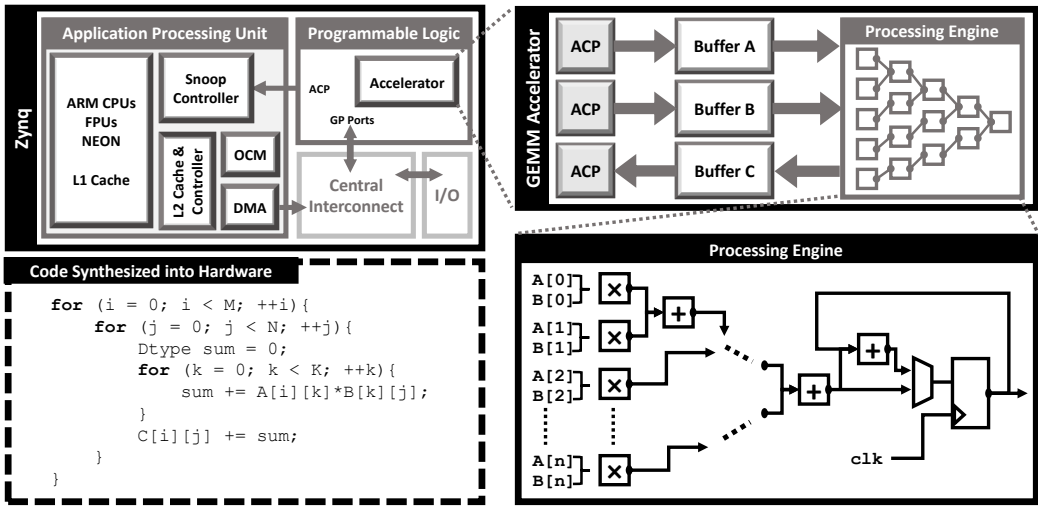 Zynq
Application Processing Unit
ARM CPUs
FPUs
NEON
L1 Cache
Snoop
Controller
L2 Cache &
Controller
OCM
DMA
Programmable Logic
ACP
Accelerator
GP Ports
Central
Interconnect
I/O
GEMM Accelerator
ACP
Buffer A
ACP
Buffer B
ACP
Buffer C
Processing Engine
Code Synthesized into Hardware
for (i = 0; i < M; ++i){
for (j = 0; j < N; ++j){
Dtype sum = 0;
for (k = 0; k < K; ++k){
sum += A[i][k]*B[k][j];
}
C[i][j] += sum;
}
}
Processing Engine
A[0]
B[0]
×
+
A[1]
B[1]
×
A[2]
B[2]
×
A[n]
B[n]
×
+
+
clk